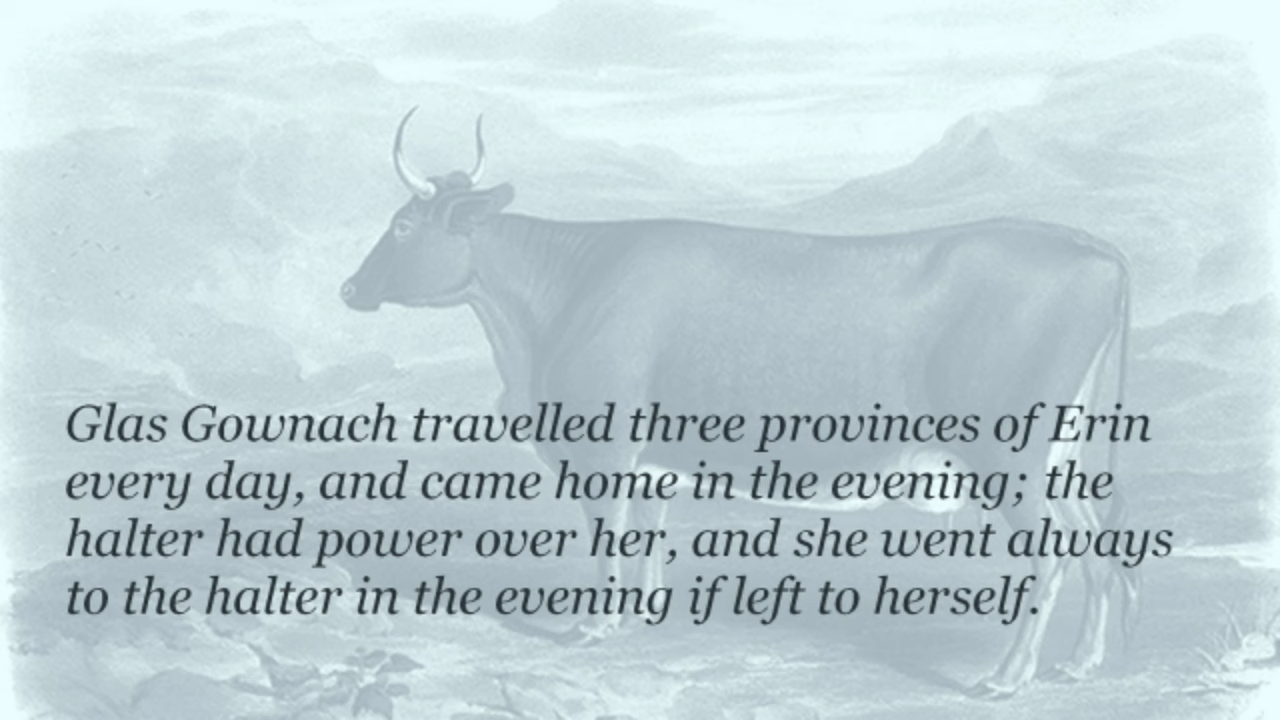 Glas Gownach travelled three provinces of Erin
every day, and came home in the evening; the
halter had power over her, and she went always
to the halter in the evening if left to herself.